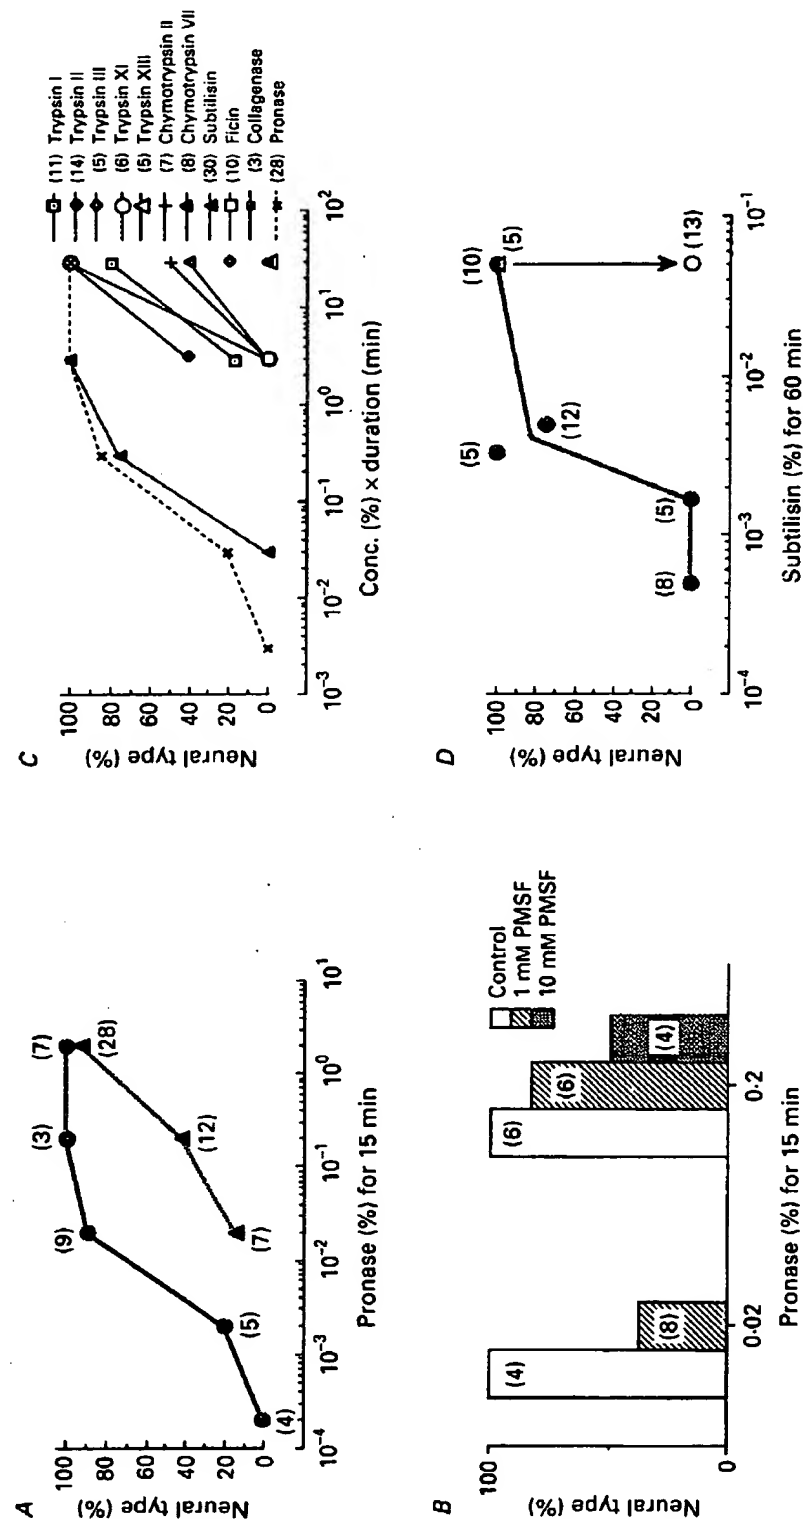 A
Neural type (%)
100
80
60
40
20
0
(4)
(5)
(9)
(3)
(7)
(7)
(12)
(28)
10⁻⁴
10⁻³
10⁻²
10⁻¹
10⁰
10¹
Pronase (%) for 15 min
B
Neural type (%)
100
0
(4)
(8)
(6)
(6)
(4)
Control
1 mM PMSF
10 mM PMSF
0·02
0·2
Pronase (%) for 15 min
C
Neural type (%)
100
80
60
40
20
0
10⁻³
10⁻²
10⁻¹
10⁰
10¹
10²
Conc. (%) × duration (min)
(11) Trypsin I
(14) Trypsin II
(5) Trypsin III
(6) Trypsin XI
(5) Trypsin XIII
(7) Chymotrypsin II
(8) Chymotrypsin VII
(30) Subtilisin
(10) Ficin
(3) Collagenase
(28) Pronase
D
Neural type (%)
100
80
60
40
20
0
(8)
(5)
(5)
(12)
(10)
(5)
(13)
10⁻⁴
10⁻³
10⁻²
10⁻¹
Subtilisin (%) for 60 min